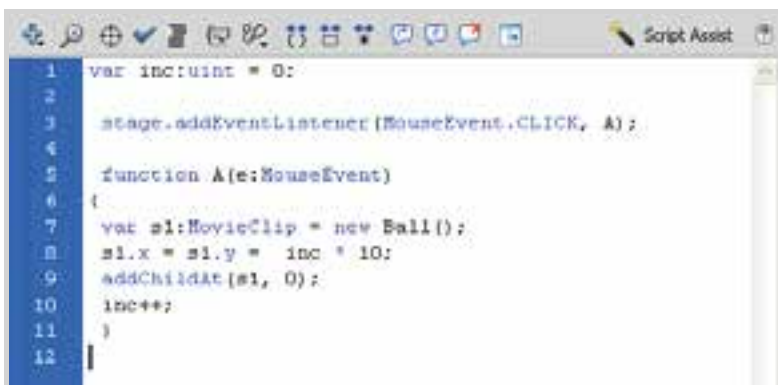 Script Assist
1 var inc:uint = 0;
2
3 stage.addEventListener(MouseEvent.CLICK, A);
4
5 function A(e:MouseEvent)
6 {
7 var s1:MovieClip = new Ball();
8 s1.x = s1.y = inc * 10;
9 addChildAt(s1, 0);
10 inc++;
11 }
12